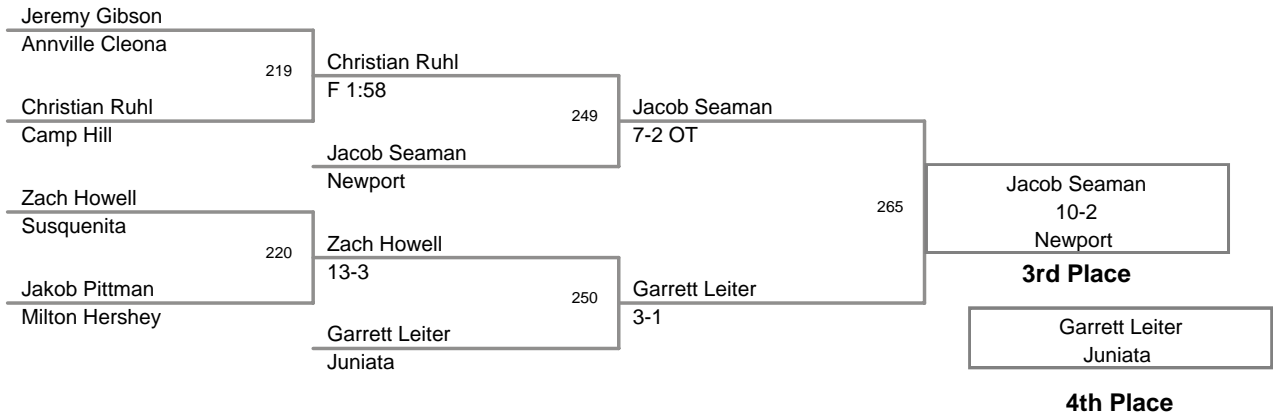 Jeremy Gibson
Annville Cleona
219
Christian Ruhl
Camp Hill
Christian Ruhl
F 1:58
249
Jacob Seaman
Newport
Jacob Seaman
7-2 OT
Zach Howell
Susquenita
220
Jakob Pittman
Milton Hershey
Zach Howell
13-3
250
Garrett Leiter
Juniata
Garrett Leiter
3-1
265
Jacob Seaman
10-2
Newport
3rd Place
Garrett Leiter
Juniata
4th Place